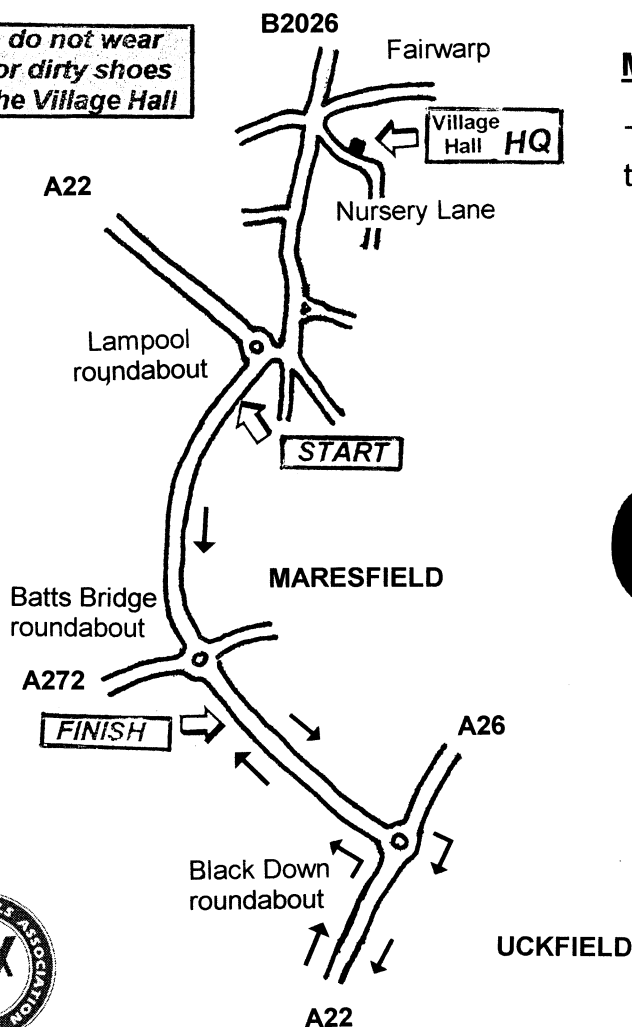 do not wear
or dirty shoes
he Village Hall
B2026
Fairwarp
Village
Hall HQ
A22
Nursery Lane
Lampool
roundabout
START
MARESFIELD
Batts Bridge
roundabout
A272
FINISH
A26
Black Down
roundabout
UCKFIELD
A22
M
t
S ASSOCIATION
X